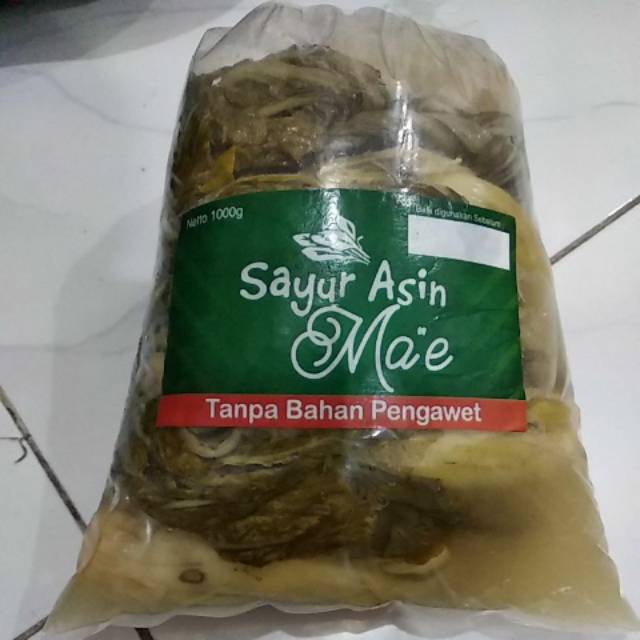 Netto 1000g
Baik digunakan Sebelum
Sayur Asin
Ma'e
Tanpa Bahan Pengawet